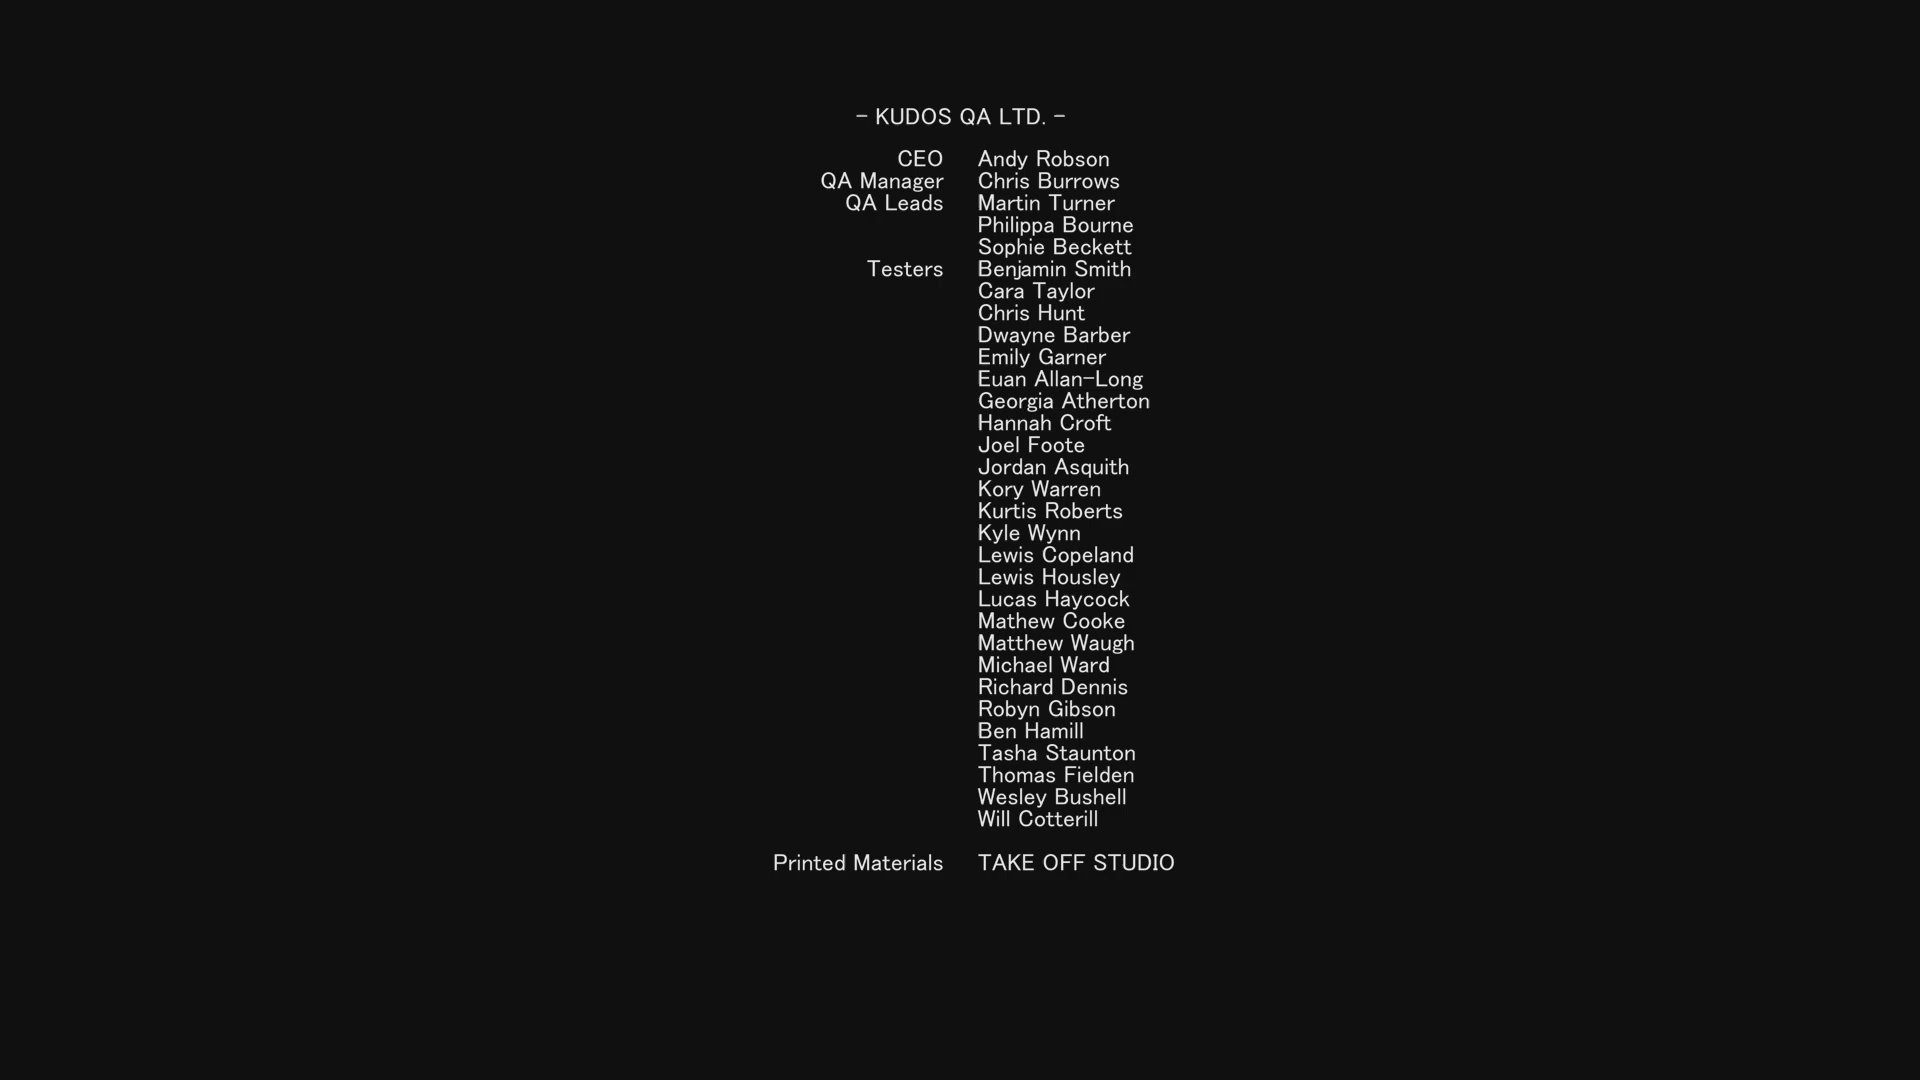 - KUDOS QA LTD. -
CEO Andy Robson
QA Manager Chris Burrows
QA Leads Martin Turner
Philippa Bourne
Sophie Beckett
Testers Benjamin Smith
Cara Taylor
Chris Hunt
Dwayne Barber
Emily Garner
Euan Allan-Long
Georgia Atherton
Hannah Croft
Joel Foote
Jordan Asquith
Kory Warren
Kurtis Roberts
Kyle Wynn
Lewis Copeland
Lewis Housley
Lucas Haycock
Mathew Cooke
Matthew Waugh
Michael Ward
Richard Dennis
Robyn Gibson
Ben Hamill
Tasha Staunton
Thomas Fielden
Wesley Bushell
Will Cotterill
Printed Materials TAKE OFF STUDIO